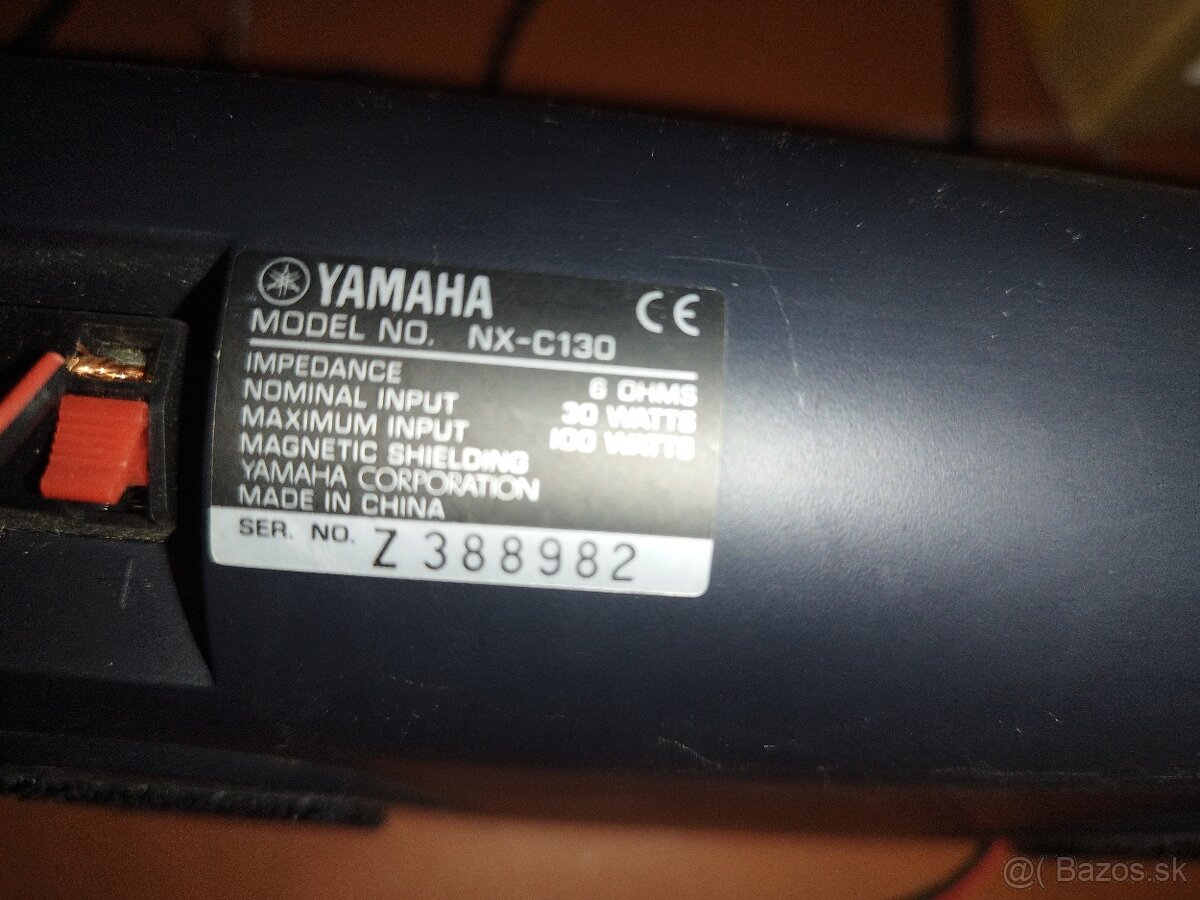 YAMAHA CE
MODEL NO. NX-C130
IMPEDANCE 6 OHMS
NOMINAL INPUT 30 WATTS
MAXIMUM INPUT 100 WATTS
MAGNETIC SHIELDING
YAMAHA CORPORATION
MADE IN CHINA
SER. NO. Z 388982
@( Bazos.sk